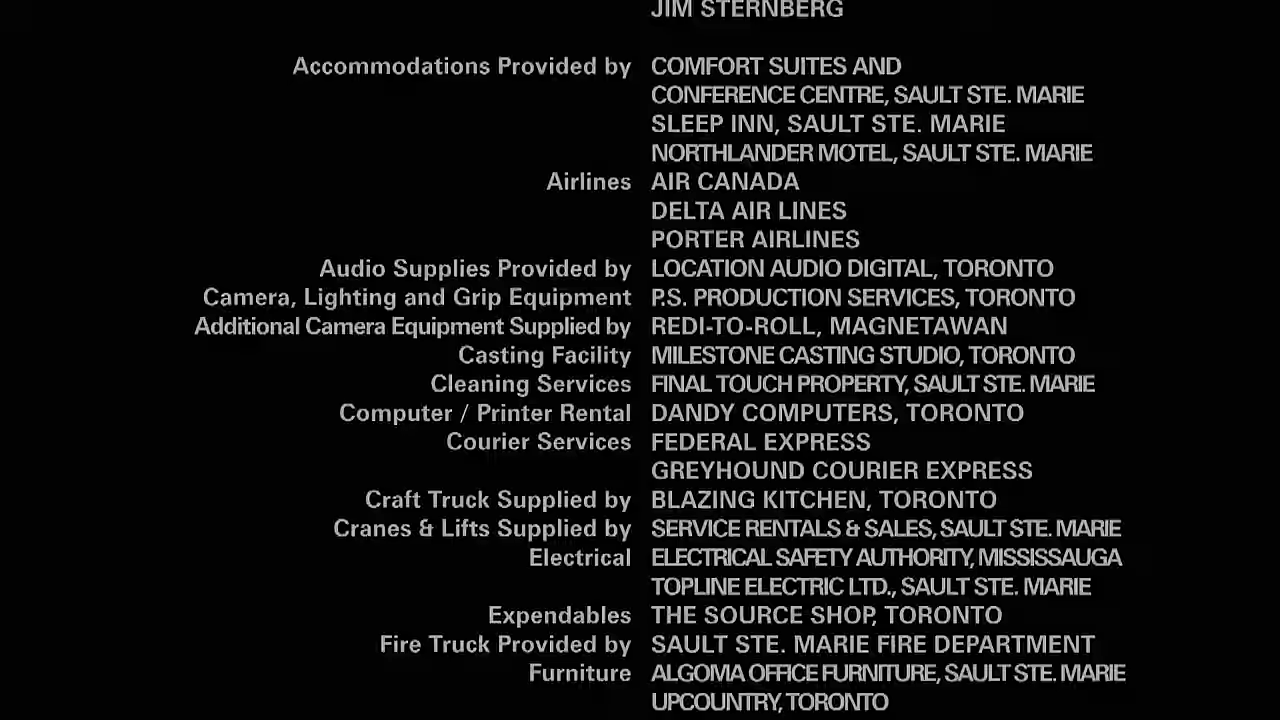 JIM STERNBERG
Accommodations Provided by COMFORT SUITES AND
CONFERENCE CENTRE, SAULT STE. MARIE
SLEEP INN, SAULT STE. MARIE
NORTHLANDER MOTEL, SAULT STE. MARIE
Airlines AIR CANADA
DELTA AIR LINES
PORTER AIRLINES
Audio Supplies Provided by LOCATION AUDIO DIGITAL, TORONTO
Camera, Lighting and Grip Equipment P.S. PRODUCTION SERVICES, TORONTO
Additional Camera Equipment Supplied by REDI-TO-ROLL, MAGNETAWAN
Casting Facility MILESTONE CASTING STUDIO, TORONTO
Cleaning Services FINAL TOUCH PROPERTY, SAULT STE. MARIE
Computer / Printer Rental DANDY COMPUTERS, TORONTO
Courier Services FEDERAL EXPRESS
GREYHOUND COURIER EXPRESS
Craft Truck Supplied by BLAZING KITCHEN, TORONTO
Cranes & Lifts Supplied by SERVICE RENTALS & SALES, SAULT STE. MARIE
Electrical ELECTRICAL SAFETY AUTHORITY, MISSISSAUGA
TOPLINE ELECTRIC LTD., SAULT STE. MARIE
Expendables THE SOURCE SHOP, TORONTO
Fire Truck Provided by SAULT STE. MARIE FIRE DEPARTMENT
Furniture ALGOMA OFFICE FURNITURE, SAULT STE. MARIE
UPCOUNTRY, TORONTO